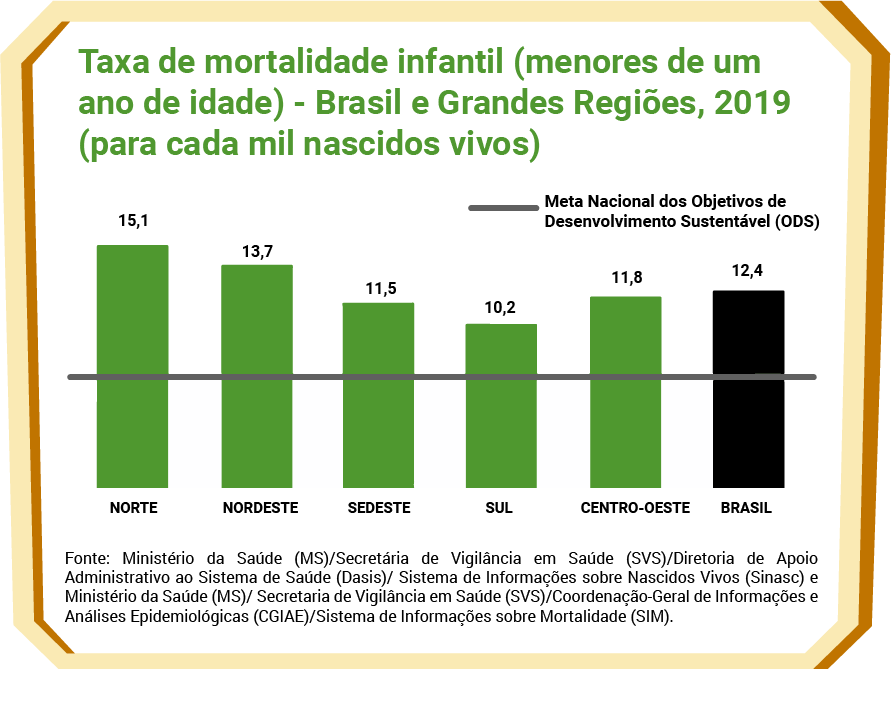 Taxa de mortalidade infantil (menores de um
ano de idade) - Brasil e Grandes Regiões, 2019
(para cada mil nascidos vivos)
Meta Nacional dos Objetivos de
Desenvolvimento Sustentável (ODS)
15,1
13,7
11,5
10,2
11,8
12,4
NORTE
NORDESTE
SEDESTE
SUL
CENTRO-OESTE
BRASIL
Fonte: Ministério da Saúde (MS)/Secretária de Vigilância em Saúde (SVS)/Diretoria de Apoio
Administrativo ao Sistema de Saúde (Dasis)/ Sistema de Informações sobre Nascidos Vivos (Sinasc) e
Ministério da Saúde (MS)/ Secretaria de Vigilância em Saúde (SVS)/Coordenação-Geral de Informações e
Análises Epidemiológicas (CGIAE)/Sistema de Informações sobre Mortalidade (SIM).